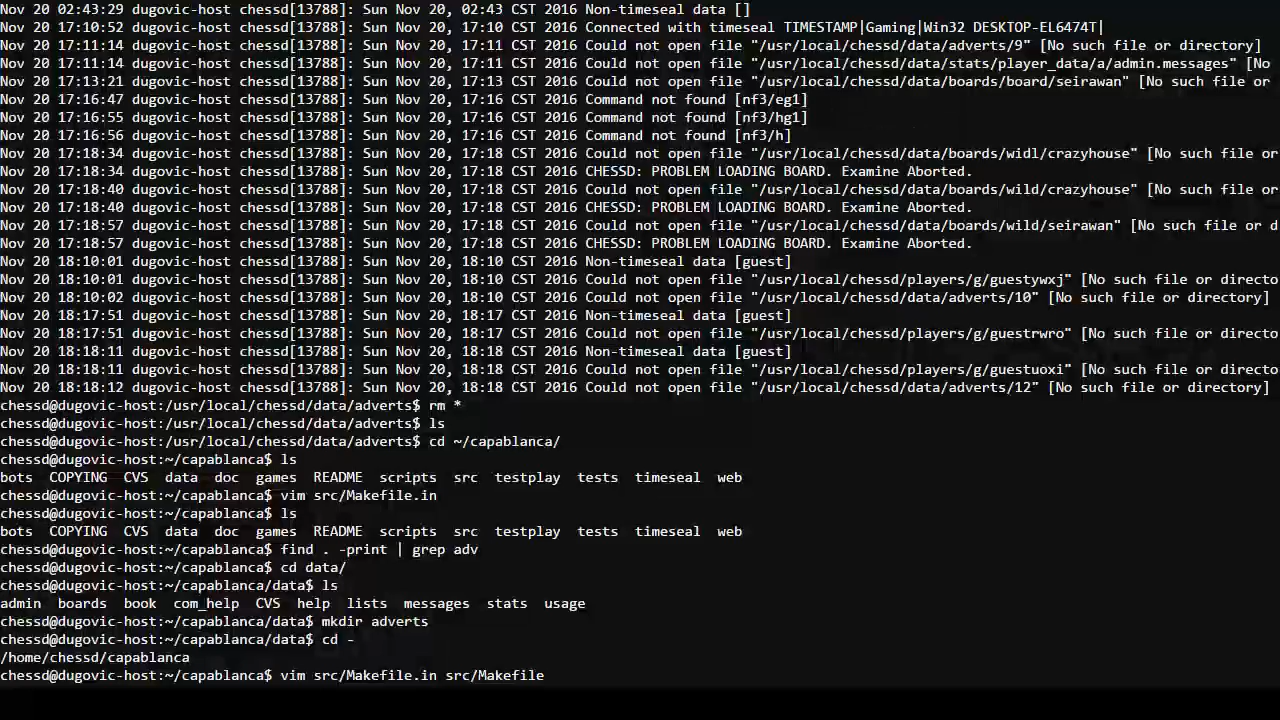 Nov 20 02:43:29 dugovic-host chessd[13788]: Sun Nov 20, 02:43 CST 2016 Non-timeseal data []
Nov 20 17:10:52 dugovic-host chessd[13788]: Sun Nov 20, 17:10 CST 2016 Connected with timeseal TIMESTAMP|Gaming|Win32 DESKTOP-EL6474T|
Nov 20 17:11:14 dugovic-host chessd[13788]: Sun Nov 20, 17:11 CST 2016 Could not open file "/usr/local/chessd/data/adverts/9" [No such file or directory]
Nov 20 17:11:14 dugovic-host chessd[13788]: Sun Nov 20, 17:11 CST 2016 Could not open file "/usr/local/chessd/data/stats/player_data/a/admin.messages" [No
Nov 20 17:13:21 dugovic-host chessd[13788]: Sun Nov 20, 17:13 CST 2016 Could not open file "/usr/local/chessd/data/boards/board/seirawan" [No such file or
Nov 20 17:16:47 dugovic-host chessd[13788]: Sun Nov 20, 17:16 CST 2016 Command not found [nf3/eg1]
Nov 20 17:16:55 dugovic-host chessd[13788]: Sun Nov 20, 17:16 CST 2016 Command not found [nf3/hg1]
Nov 20 17:16:56 dugovic-host chessd[13788]: Sun Nov 20, 17:16 CST 2016 Command not found [nf3/h]
Nov 20 17:18:34 dugovic-host chessd[13788]: Sun Nov 20, 17:18 CST 2016 Could not open file "/usr/local/chessd/data/boards/widl/crazyhouse" [No such file or
Nov 20 17:18:34 dugovic-host chessd[13788]: Sun Nov 20, 17:18 CST 2016 CHESSD: PROBLEM LOADING BOARD. Examine Aborted.
Nov 20 17:18:40 dugovic-host chessd[13788]: Sun Nov 20, 17:18 CST 2016 Could not open file "/usr/local/chessd/data/boards/wild/crazyhouse" [No such file or
Nov 20 17:18:40 dugovic-host chessd[13788]: Sun Nov 20, 17:18 CST 2016 CHESSD: PROBLEM LOADING BOARD. Examine Aborted.
Nov 20 17:18:57 dugovic-host chessd[13788]: Sun Nov 20, 17:18 CST 2016 Could not open file "/usr/local/chessd/data/boards/wild/seirawan" [No such file or d
Nov 20 17:18:57 dugovic-host chessd[13788]: Sun Nov 20, 17:18 CST 2016 CHESSD: PROBLEM LOADING BOARD. Examine Aborted.
Nov 20 18:10:01 dugovic-host chessd[13788]: Sun Nov 20, 18:10 CST 2016 Non-timeseal data [guest]
Nov 20 18:10:01 dugovic-host chessd[13788]: Sun Nov 20, 18:10 CST 2016 Could not open file "/usr/local/chessd/players/g/guestywxj" [No such file or directo
Nov 20 18:10:02 dugovic-host chessd[13788]: Sun Nov 20, 18:10 CST 2016 Could not open file "/usr/local/chessd/data/adverts/10" [No such file or directory]
Nov 20 18:17:51 dugovic-host chessd[13788]: Sun Nov 20, 18:17 CST 2016 Non-timeseal data [guest]
Nov 20 18:17:51 dugovic-host chessd[13788]: Sun Nov 20, 18:17 CST 2016 Could not open file "/usr/local/chessd/players/g/guestrwro" [No such file or directo
Nov 20 18:18:11 dugovic-host chessd[13788]: Sun Nov 20, 18:18 CST 2016 Non-timeseal data [guest]
Nov 20 18:18:11 dugovic-host chessd[13788]: Sun Nov 20, 18:18 CST 2016 Could not open file "/usr/local/chessd/players/g/guestuoxi" [No such file or directo
Nov 20 18:18:12 dugovic-host chessd[13788]: Sun Nov 20, 18:18 CST 2016 Could not open file "/usr/local/chessd/data/adverts/12" [No such file or directory]
chessd@dugovic-host:/usr/local/chessd/data/adverts$ rm *
chessd@dugovic-host:/usr/local/chessd/data/adverts$ ls
chessd@dugovic-host:/usr/local/chessd/data/adverts$ cd ~/capablanca/
chessd@dugovic-host:~/capablanca$ ls
bots COPYING CVS data doc games README scripts src testplay tests timeseal web
chessd@dugovic-host:~/capablanca$ vim src/Makefile.in
chessd@dugovic-host:~/capablanca$ ls
bots COPYING CVS data doc games README scripts src testplay tests timeseal web
chessd@dugovic-host:~/capablanca$ find . -print | grep adv
chessd@dugovic-host:~/capablanca$ cd data/
chessd@dugovic-host:~/capablanca/data$ ls
admin boards book com_help CVS help lists messages stats usage
chessd@dugovic-host:~/capablanca/data$ mkdir adverts
chessd@dugovic-host:~/capablanca/data$ cd -
/home/chessd/capablanca
chessd@dugovic-host:~/capablanca$ vim src/Makefile.in src/Makefile